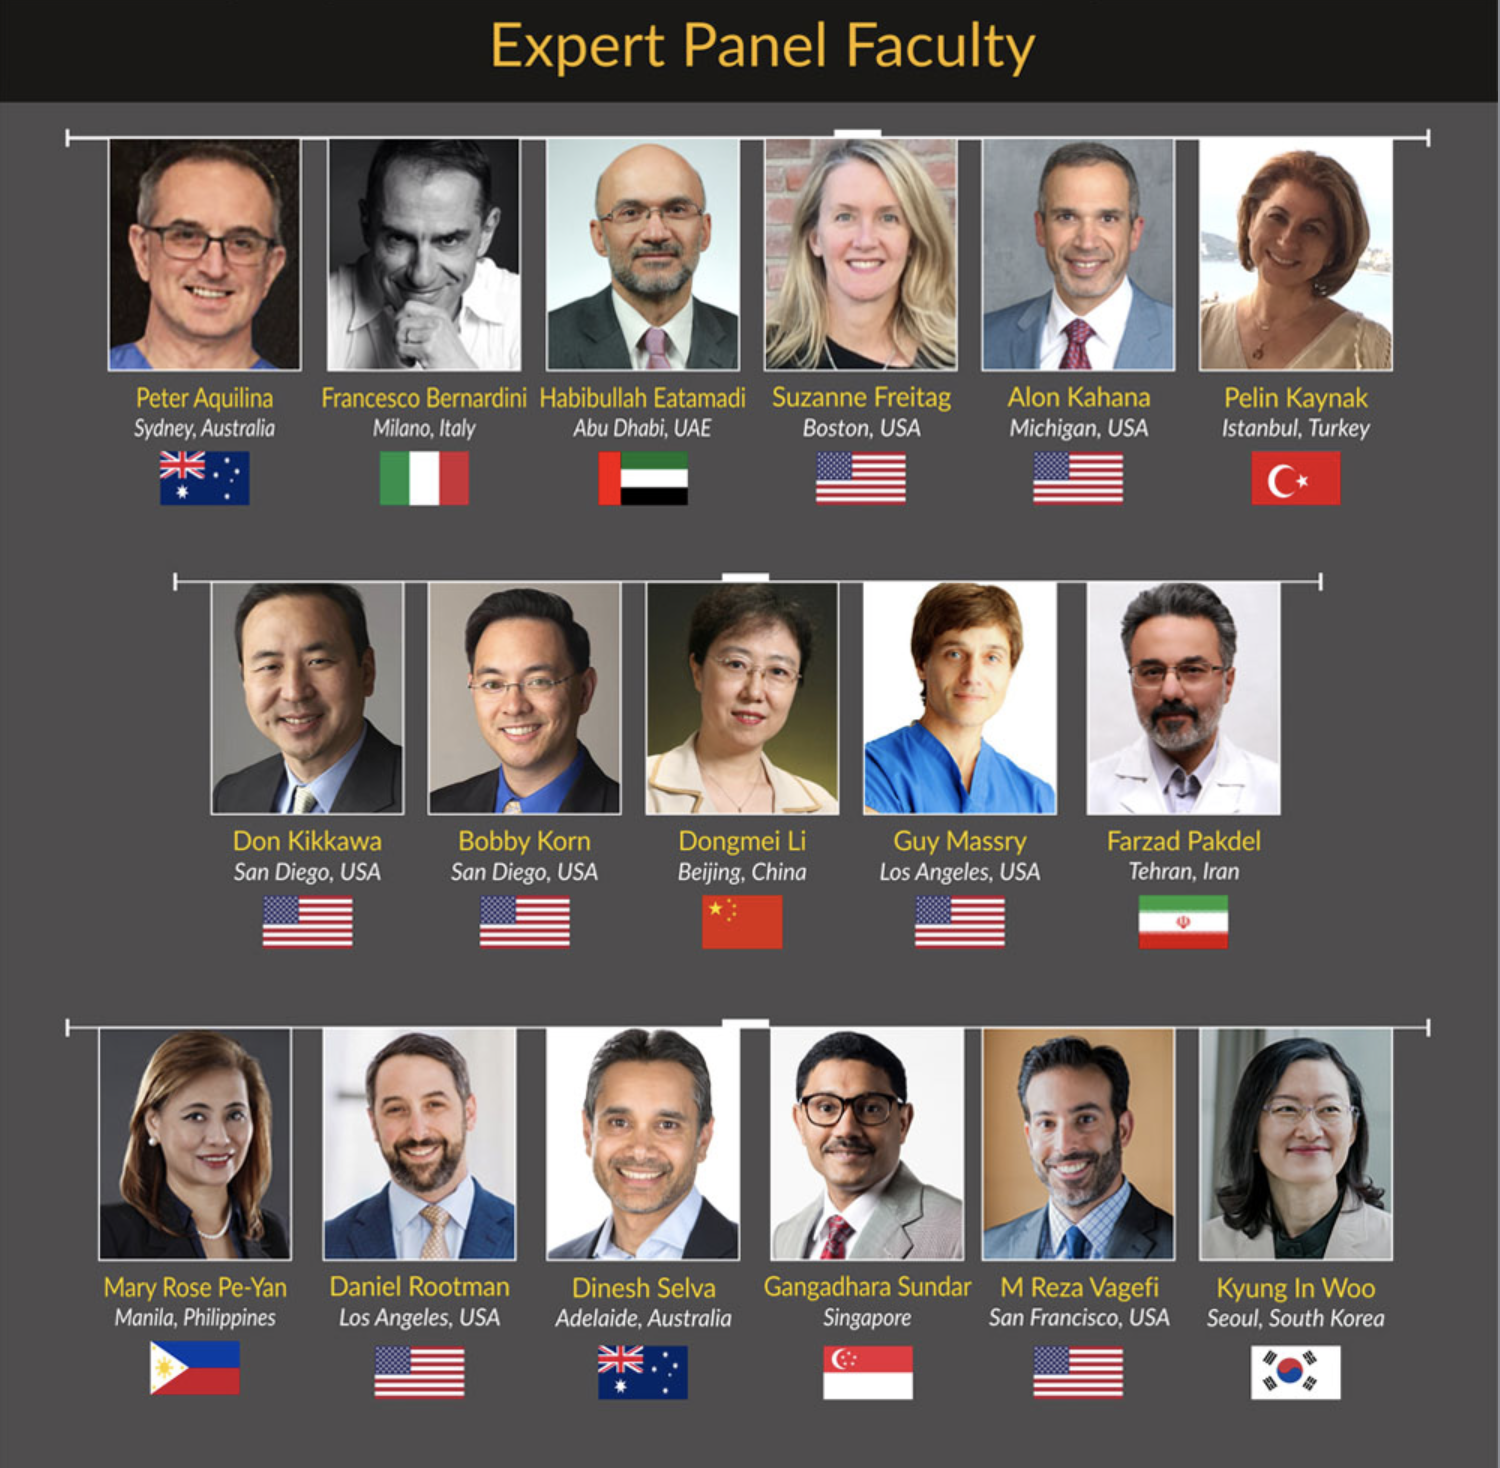 Expert Panel Faculty
Peter Aquilina
Sydney, Australia
Francesco Bernardini
Milano, Italy
Habibullah Eatamadi
Abu Dhabi, UAE
Suzanne Freitag
Boston, USA
Alon Kahana
Michigan, USA
Pelin Kaynak
Istanbul, Turkey
Don Kikkawa
San Diego, USA
Bobby Korn
San Diego, USA
Dongmei Li
Beijing, China
Guy Massry
Los Angeles, USA
Farzad Pakdel
Tehran, Iran
Mary Rose Pe-Yan
Manila, Philippines
Daniel Rootman
Los Angeles, USA
Dinesh Selva
Adelaide, Australia
Gangadhara Sundar
Singapore
M Reza Vagefi
San Francisco, USA
Kyung In Woo
Seoul, South Korea